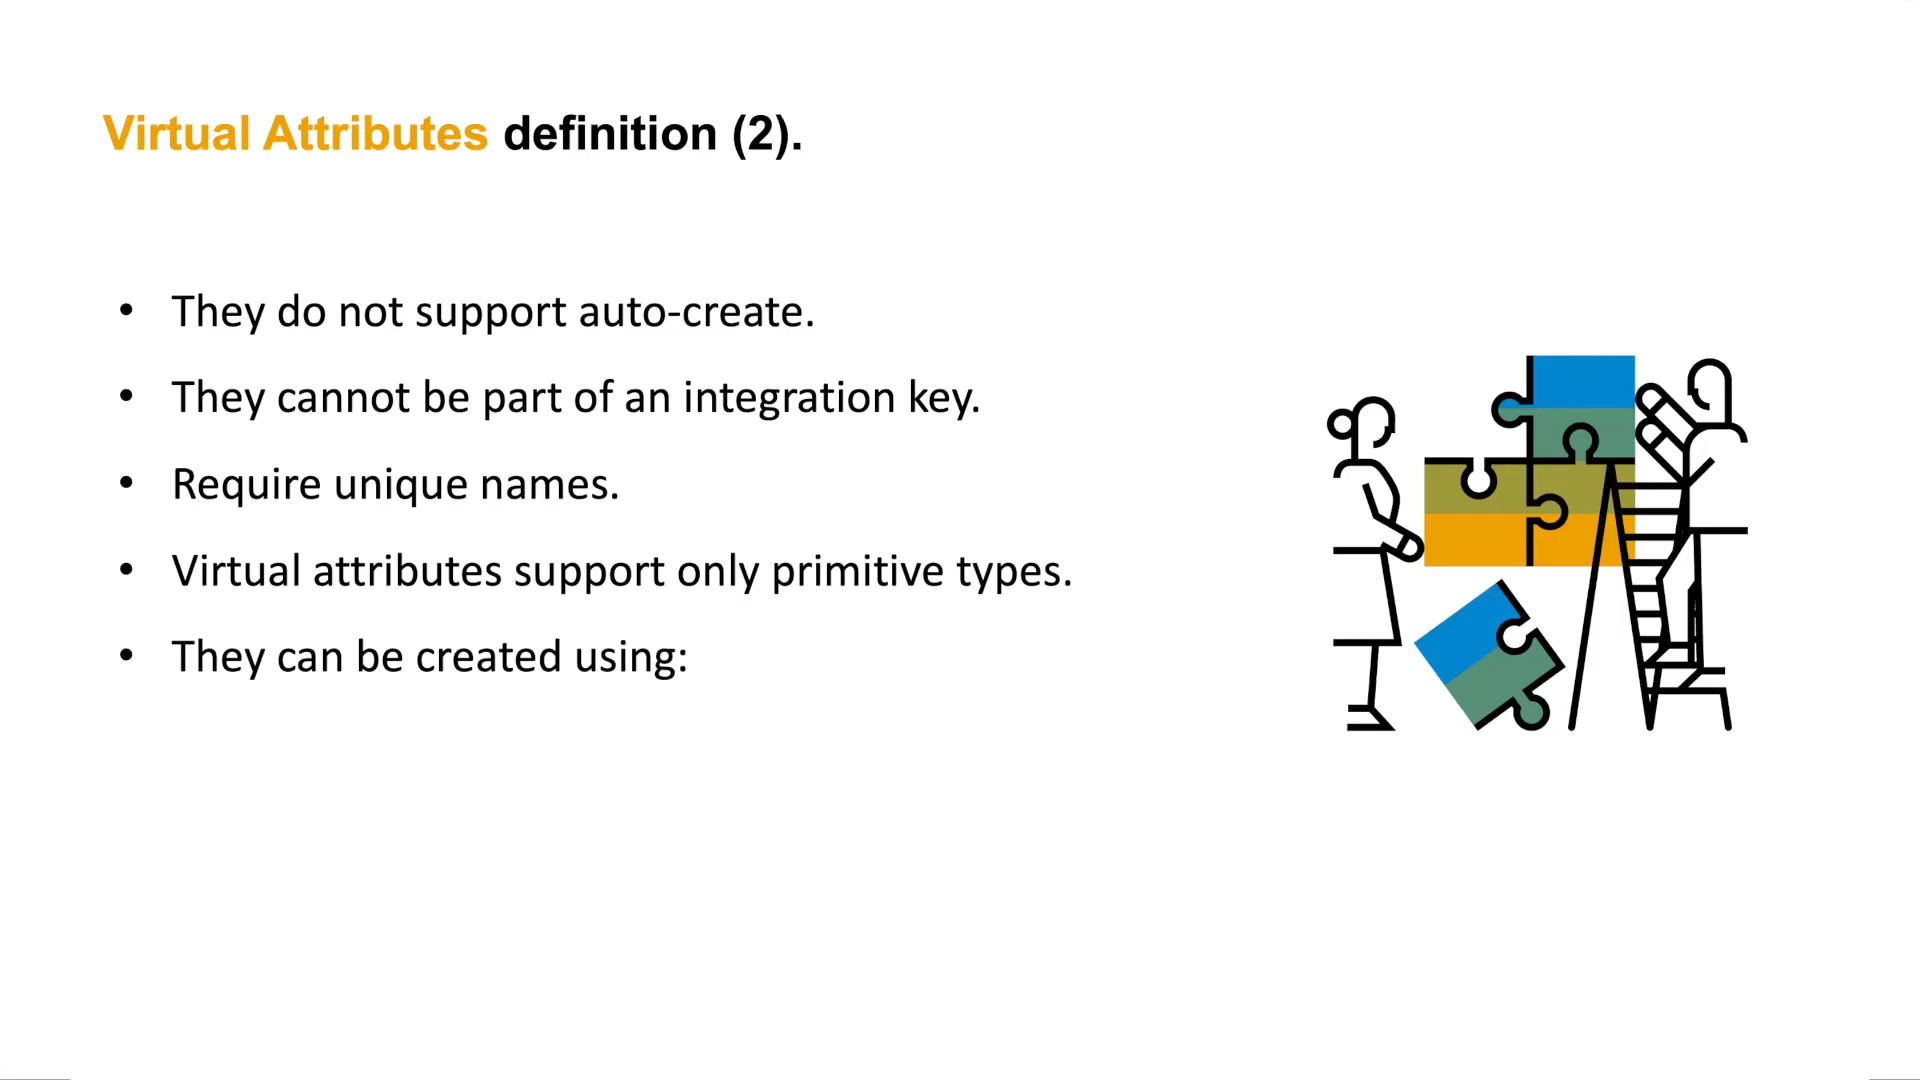 Virtual Attributes definition (2).
• They do not support auto-create.
• They cannot be part of an integration key.
• Require unique names.
• Virtual attributes support only primitive types.
• They can be created using: